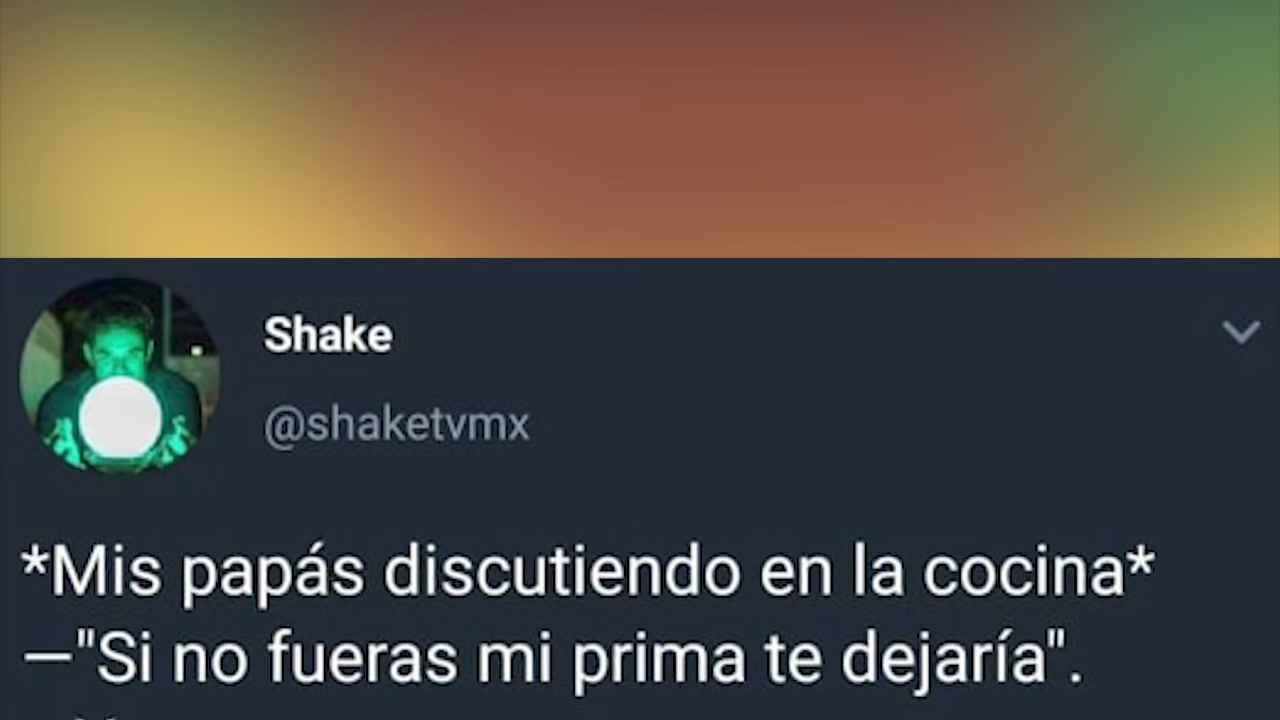 Shake
@shaketvmx
*Mis papás discutiendo en la cocina*
—"Si no fueras mi prima te dejaría".